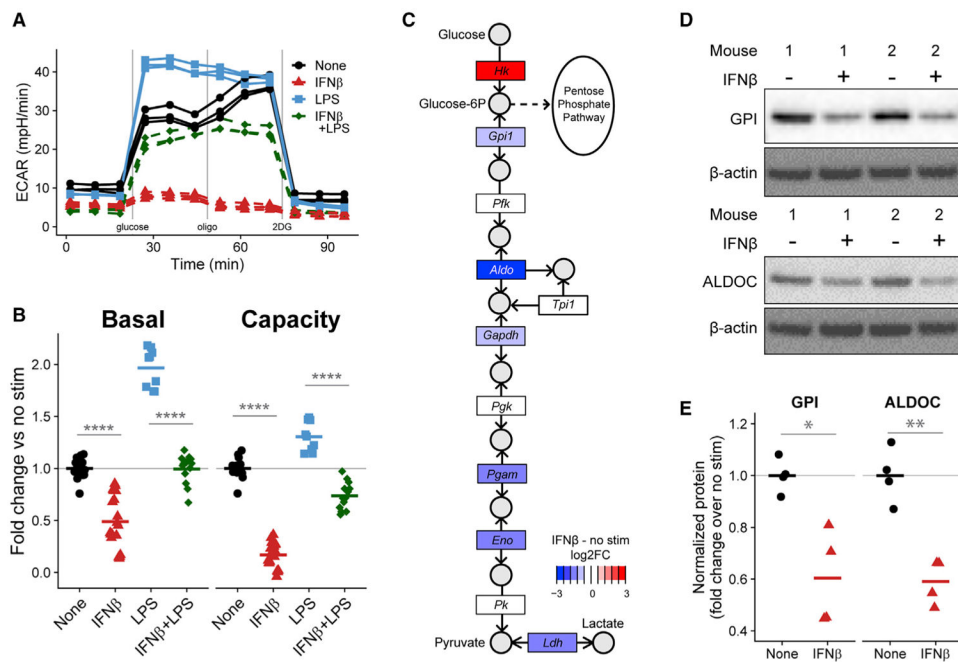 A
ECAR (mpH/min)
40
30
20
10
0
None
IFNβ
LPS
IFNβ
+LPS
glucose
oligo
2DG
0
30
60
90
Time (min)
B
Basal
Capacity
Fold change vs no stim
2.0
1.5
1.0
0.5
0.0
****
****
****
****
None
IFNβ
LPS
IFNβ+LPS
None
IFNβ
LPS
IFNβ+LPS
C
Glucose
Hk
Glucose-6P
Pentose
Phosphate
Pathway
Gpi1
Pfk
Aldo
Tpi1
Gapdh
Pgk
Pgam
Eno
IFNβ - no stim
log2FC
−3
0
3
Pk
Pyruvate
Ldh
Lactate
D
Mouse 1 1 2 2
IFNβ - + - +
GPI
β-actin
Mouse 1 1 2 2
IFNβ - + - +
ALDOC
β-actin
E
GPI
ALDOC
Normalized protein
(fold change over no stim)
1.2
1.0
0.8
0.6
0.4
*
**
None
IFNβ
None
IFNβ